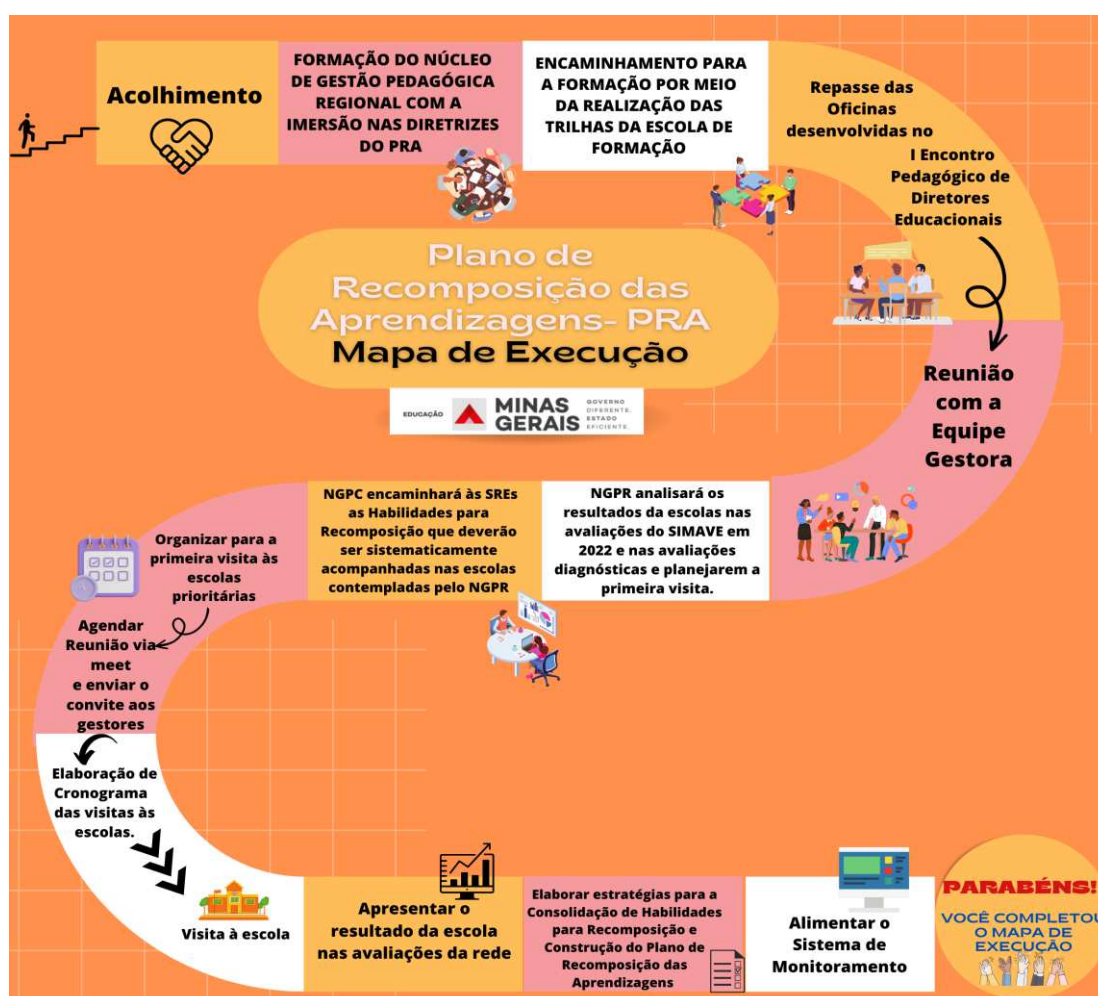 Acolhimento
FORMAÇÃO DO NÚCLEO
DE GESTÃO PEDAGÓGICA
REGIONAL COM A
IMERSÃO NAS DIRETRIZES
DO PRA
ENCAMINHAMENTO PARA
A FORMAÇÃO POR MEIO
DA REALIZAÇÃO DAS
TRILHAS DA ESCOLA DE
FORMAÇÃO
Repasse das
Oficinas
desenvolvidas no
I Encontro
Pedagógico de
Diretores
Educacionais
Plano de
Recomposição das
Aprendizagens- PRA
Mapa de Execução
EDUCAÇÃO
MINAS
GERAIS
GOVERNO
DIFERENTE.
ESTADO
EFICIENTE.
Reunião
com a
Equipe
Gestora
NGPR analisará os
resultados da escolas nas
avaliações do SIMAVE em
2022 e nas avaliações
diagnósticas e planejarem a
primeira visita.
NGPC encaminhará às SREs
as Habilidades para
Recomposição que deverão
ser sistematicamente
acompanhadas nas escolas
contempladas pelo NGPR
Organizar para a
primeira visita às
escolas
prioritárias
Agendar
Reunião via
meet
e enviar o
convite aos
gestores
Elaboração de
Cronograma
das visitas às
escolas.
Visita à escola
Apresentar o
resultado da escola
nas avaliações da rede
Elaborar estratégias para a
Consolidação de Habilidades
para Recomposição e
Construção do Plano de
Recomposição das
Aprendizagens
Alimentar o
Sistema de
Monitoramento
PARABÉNS!
VOCÊ COMPLETOU
O MAPA DE
EXECUÇÃO